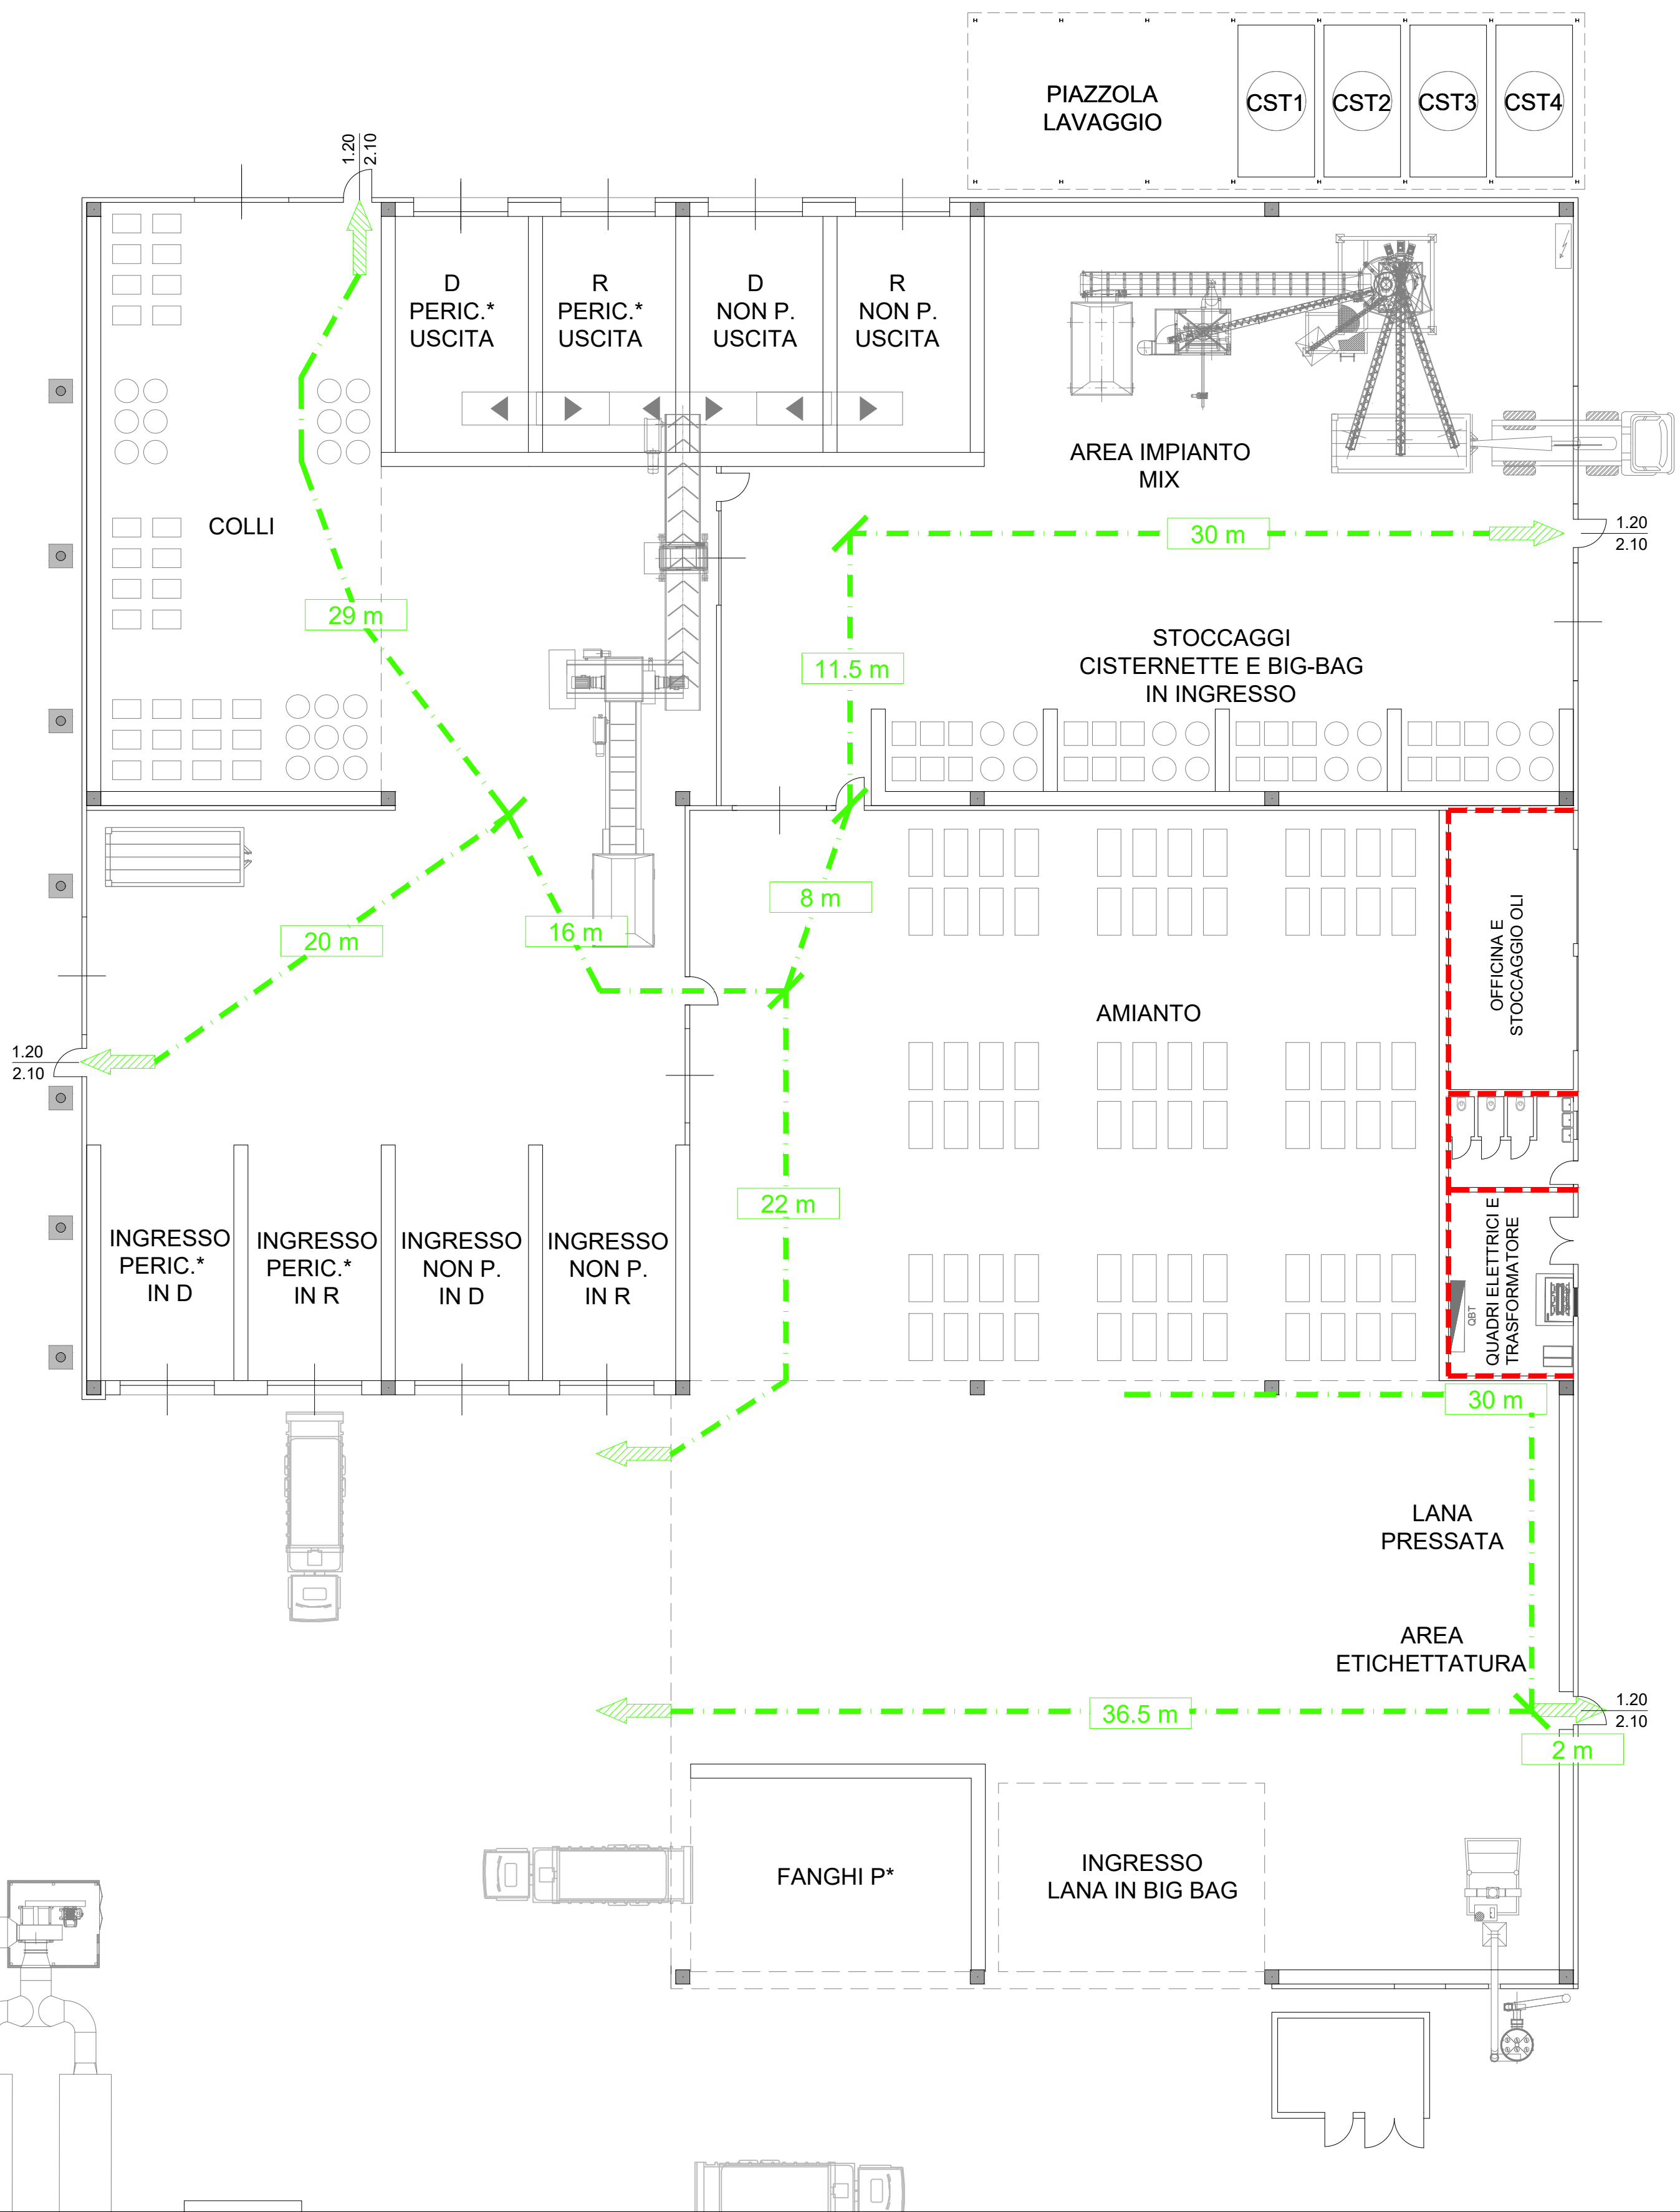 PIAZZOLA
LAVAGGIO
CST1
CST2
CST3
CST4
1.20
2.10
D
PERIC.*
USCITA
R
PERIC.*
USCITA
D
NON P.
USCITA
R
NON P.
USCITA
AREA IMPIANTO
MIX
COLLI
30 m
1.20
2.10
29 m
11.5 m
STOCCAGGI
CISTERNETTE E BIG-BAG
IN INGRESSO
8 m
20 m
16 m
OFFICINA E
STOCCAGGIO OLI
AMIANTO
1.20
2.10
22 m
INGRESSO
PERIC.*
IN D
INGRESSO
PERIC.*
IN R
INGRESSO
NON P.
IN D
INGRESSO
NON P.
IN R
QBT
QUADRI ELETTRICI E
TRASFORMATORE
30 m
LANA
PRESSATA
AREA
ETICHETTATURA
36.5 m
1.20
2.10
2 m
FANGHI P*
INGRESSO
LANA IN BIG BAG